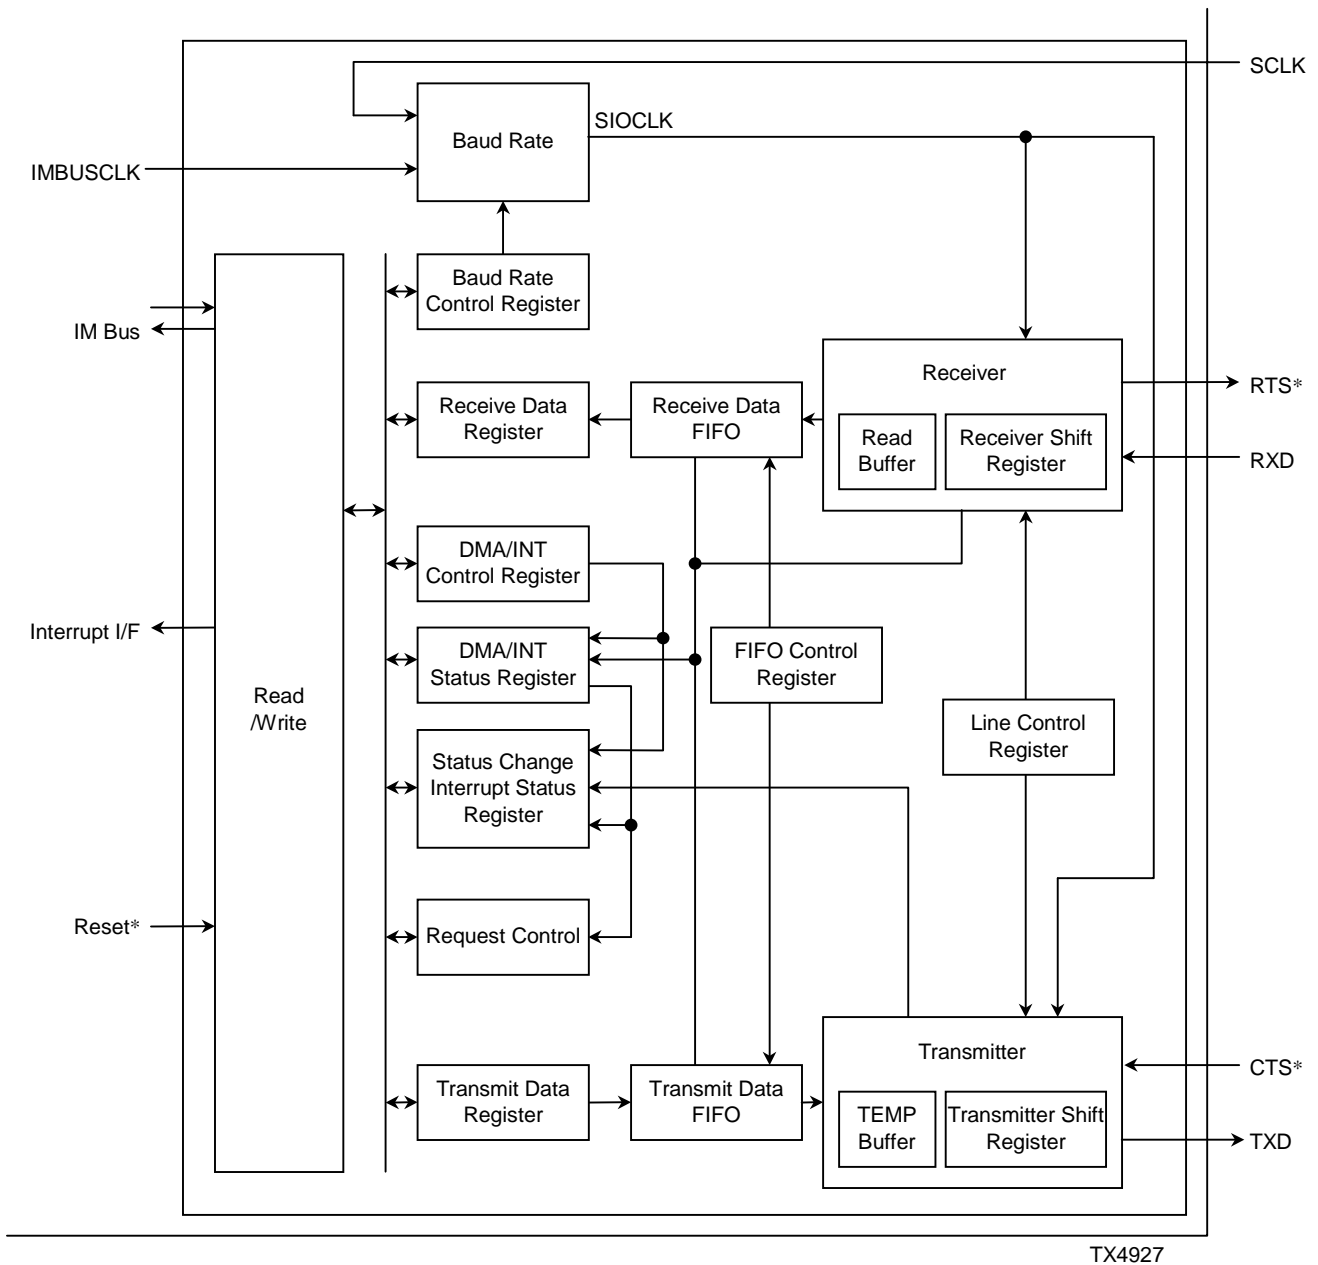 SCLK
SIOCLK
Baud Rate
IMBUSCLK
Baud Rate
Control Register
IM Bus
Receiver
RTS*
Receive Data
Register
Receive Data
FIFO
Read
Buffer
Receiver Shift
Register
RXD
DMA/INT
Control Register
Interrupt I/F
DMA/INT
Status Register
FIFO Control
Register
Read
/Write
Line Control
Register
Status Change
Interrupt Status
Register
Reset*
Request Control
Transmitter
CTS*
Transmit Data
Register
Transmit Data
FIFO
TEMP
Buffer
Transmitter Shift
Register
TXD
TX4927